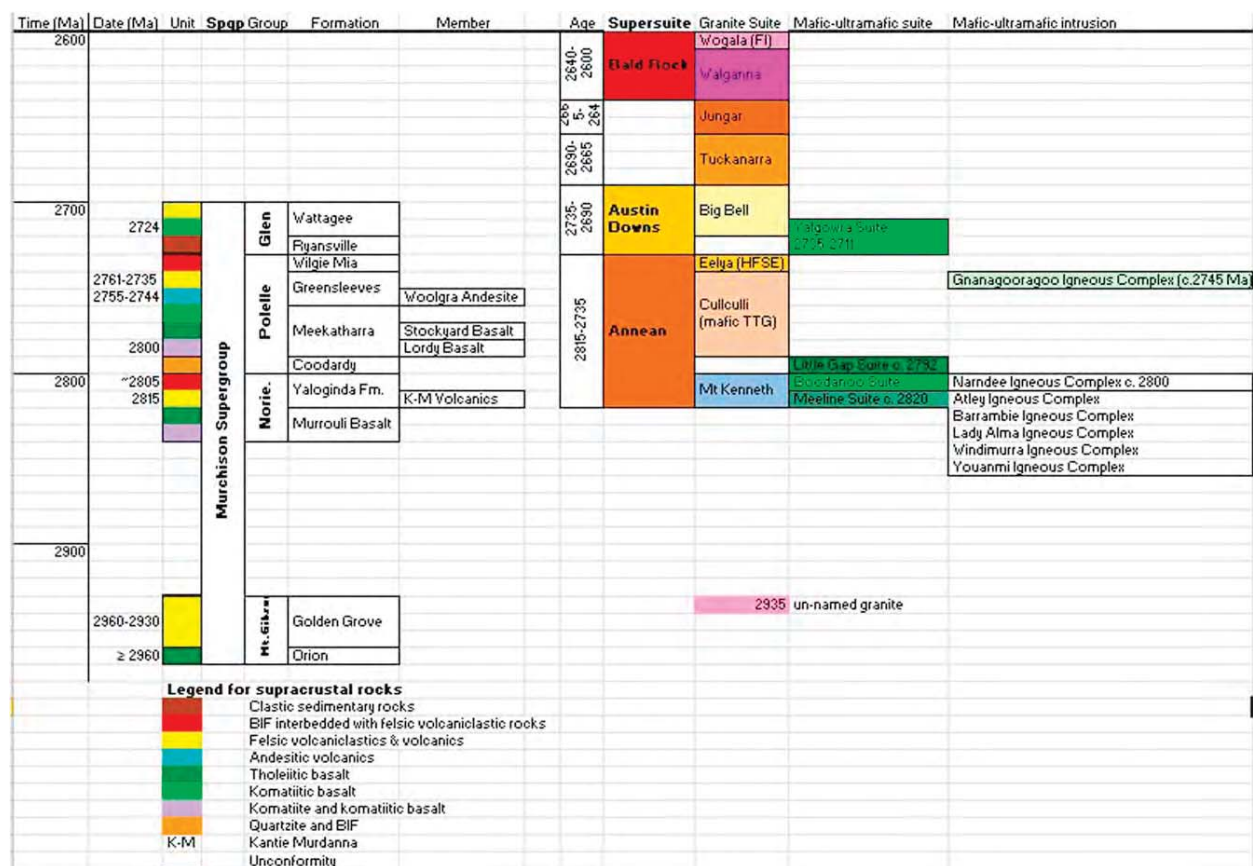 Time (Ma) Date (Ma) Unit Spqp Group Formation Member Age Supersuite Granite Suite Mafic-ultramafic suite Mafic-ultramafic intrusion
2600 Wogala (FI)
2640-2600 Bald Rock
Walganna
Jungar
2690-2665 Tuckanarra
2700
2724 Glen Wattagee
Ryansville
2735-2690 Austin Downs Big Bell Yalgowra Suite
2735-2711
Wilgie Mia Eelya (HFSE)
2761-2735 Gnanagooragoo Igneous Complex (c.2745 Ma)
2755-2744 Polelle Greensleeves Woolgra Andesite Cullculli
(mafic TTG)
2815-2735 Annean
Meekatharra Stockyard Basalt
2800 Lordy Basalt
Coodardy Little Gap Suite c. 2792
2800 ~2805 Norie. Yaloginda Fm. Mt Kenneth Boodanoo Suite Narndee Igneous Complex c. 2800
2815 K-M Volcanics Meeline Suite c. 2820 Atley Igneous Complex
Murrouli Basalt Barrambie Igneous Complex
Lady Alma Igneous Complex
Windimurra Igneous Complex
Youanmi Igneous Complex
Murchison Supergroup
2900
2935 un-named granite
2960-2930 Golden Grove
≥ 2960 Orion
Legend for supracrustal rocks
Clastic sedimentary rocks
BIF interbedded with felsic volcaniclastic rocks
Felsic volcaniclastics & volcanics
Andesitic volcanics
Tholeiitic basalt
Komatiitic basalt
Komatiite and komatiitic basalt
Quartzite and BIF
K-M Kantie Murdanna
Unconformity